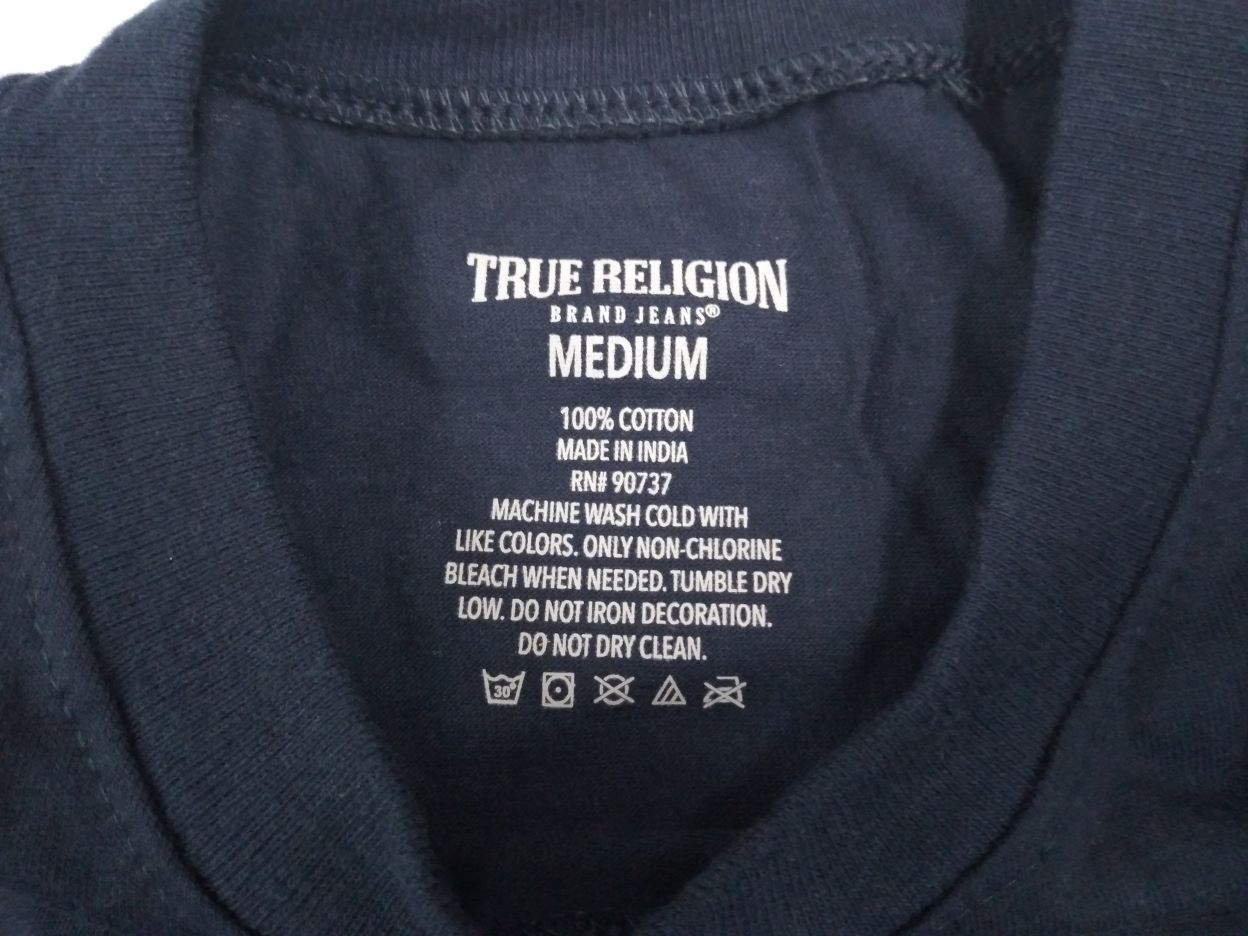 TRUE RELIGION
BRAND JEANS®
MEDIUM
100% COTTON
MADE IN INDIA
RN# 90737
MACHINE WASH COLD WITH
LIKE COLORS. ONLY NON-CHLORINE
BLEACH WHEN NEEDED. TUMBLE DRY
LOW. DO NOT IRON DECORATION.
DO NOT DRY CLEAN.
30°